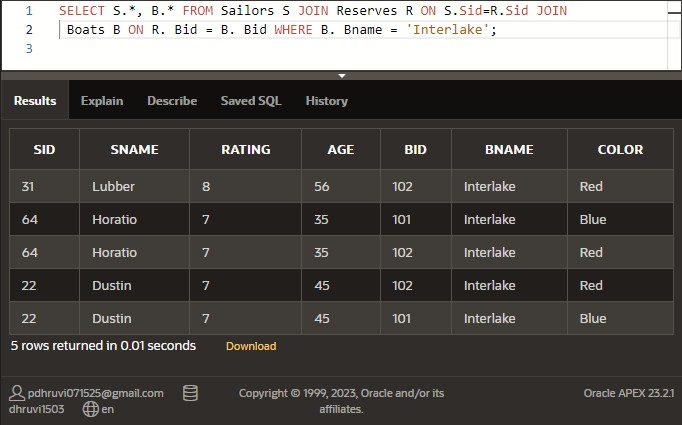 1 SELECT S.*, B.* FROM Sailors S JOIN Reserves R ON S.Sid=R.Sid JOIN
2 Boats B ON R. Bid = B. Bid WHERE B. Bname = 'Interlake';
3
Results Explain Describe Saved SQL History
SID SNAME RATING AGE BID BNAME COLOR
31 Lubber 8 56 102 Interlake Red
64 Horatio 7 35 101 Interlake Blue
64 Horatio 7 35 102 Interlake Red
22 Dustin 7 45 102 Interlake Red
22 Dustin 7 45 101 Interlake Blue
5 rows returned in 0.01 seconds Download
pdhruvi071525@gmail.com Copyright © 1999, 2023, Oracle and/or its Oracle APEX 23.2.1
dhruvi1503 en affiliates.